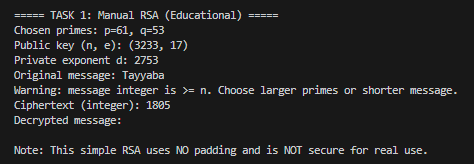 ===== TASK 1: Manual RSA (Educational) =====
Chosen primes: p=61, q=53
Public key (n, e): (3233, 17)
Private exponent d: 2753
Original message: Tayyaba
Warning: message integer is >= n. Choose larger primes or shorter message.
Ciphertext (integer): 1805
Decrypted message:
Note: This simple RSA uses NO padding and is NOT secure for real use.